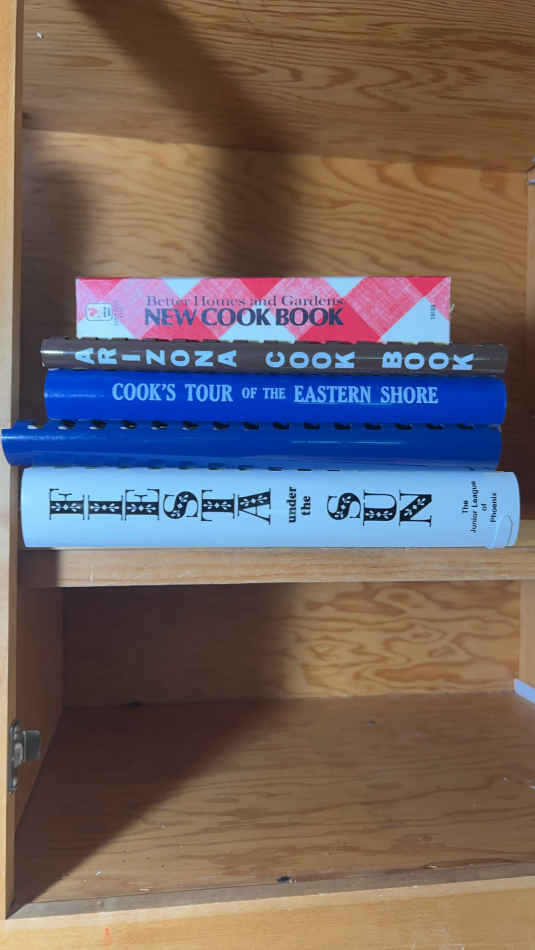 Better Homes and Gardens
NEW COOK BOOK
ARIZONA COOK BOOK
COOK'S TOUR OF THE EASTERN SHORE
FIESTA under the SUN
The
Junior League
of
Phoenix